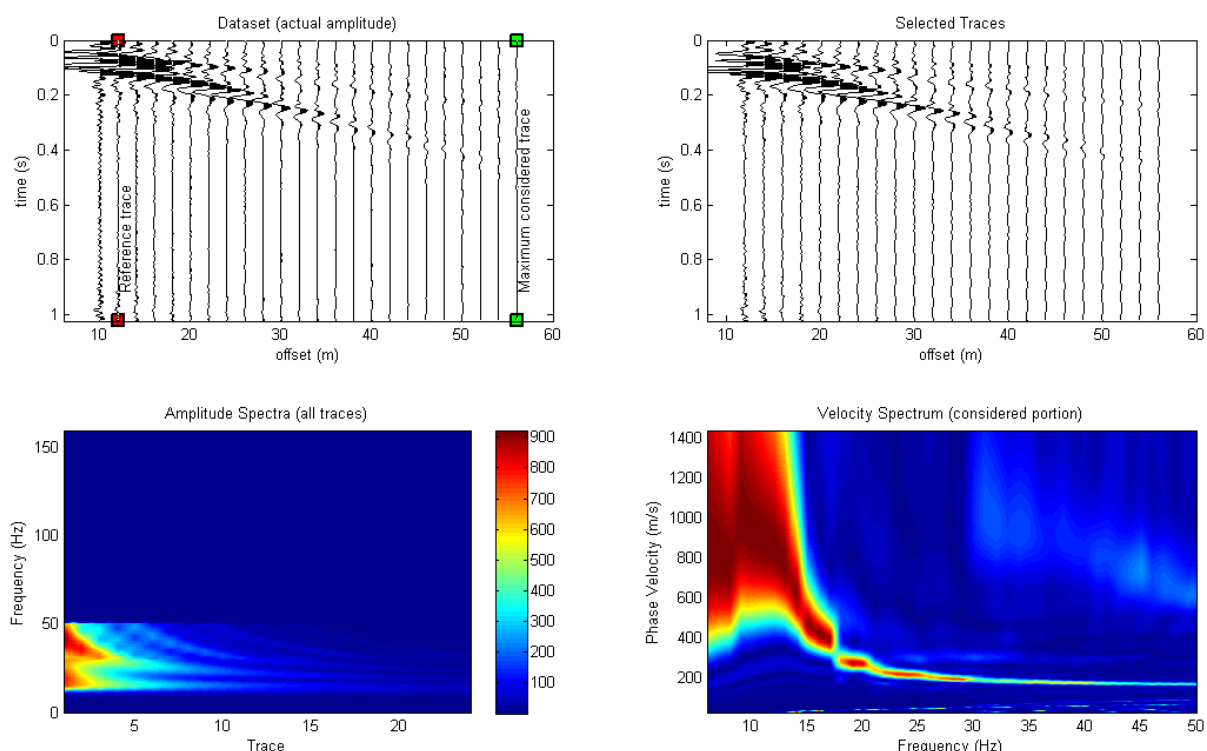 Dataset (actual amplitude)
0
0.2
0.4
0.6
0.8
1
time (s)
Reference trace
Maximum considered trace
10 20 30 40 50 60
offset (m)
Selected Traces
0
0.2
0.4
0.6
0.8
1
time (s)
10 20 30 40 50 60
offset (m)
Amplitude Spectra (all traces)
150
100
50
0
Frequency (Hz)
5 10 15 20
Trace
900
800
700
600
500
400
300
200
100
Velocity Spectrum (considered portion)
1400
1200
1000
800
600
400
200
Phase Velocity (m/s)
10 15 20 25 30 35 40 45 50
Frequency (Hz)